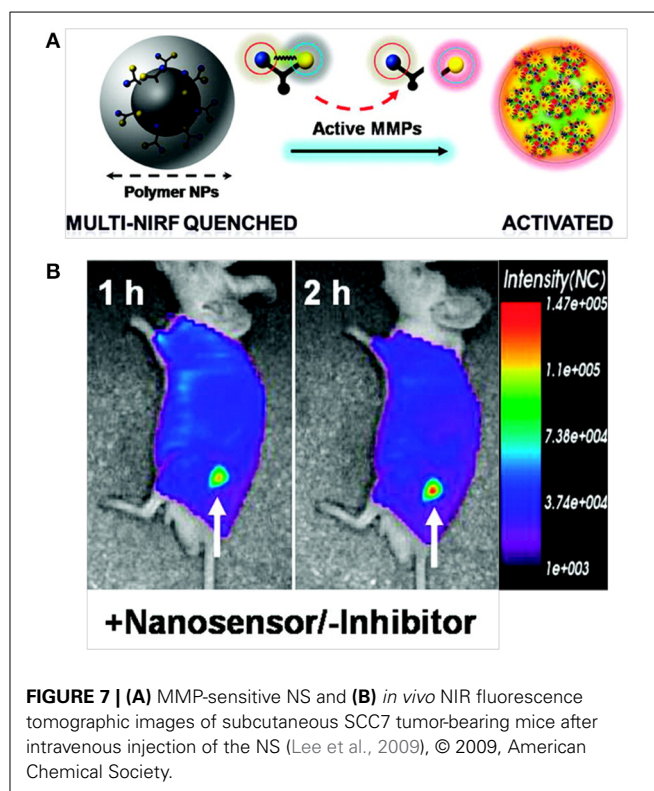 A
Active MMPs
Polymer NPs
MULTI-NIRF QUENCHED
ACTIVATED
B
1 h
2 h
Intensity(NC)
1.47e+005
1.1e+005
7.38e+004
3.74e+004
1e+003
+Nanosensor/-Inhibitor
FIGURE 7 | (A) MMP-sensitive NS and (B) in vivo NIR fluorescence
tomographic images of subcutaneous SCC7 tumor-bearing mice after
intravenous injection of the NS (Lee et al., 2009), © 2009, American
Chemical Society.